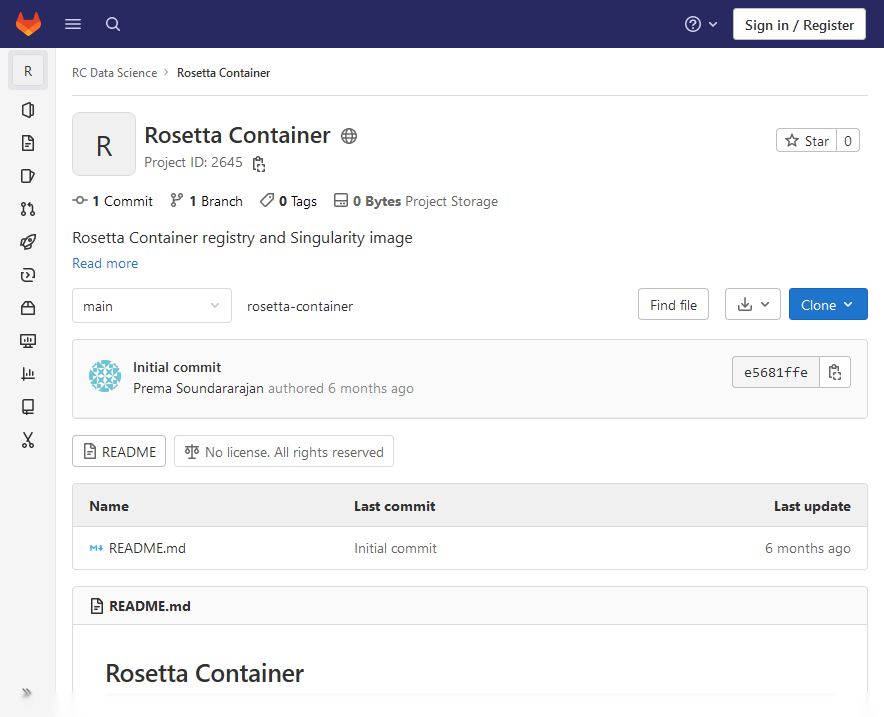 Sign in / Register
R
RC Data Science › Rosetta Container
R
Rosetta Container
Project ID: 2645
Star 0
1 Commit 1 Branch 0 Tags 0 Bytes Project Storage
Rosetta Container registry and Singularity image
Read more
main rosetta-container Find file Clone
Initial commit
Prema Soundararajan authored 6 months ago
e5681ffe
README No license. All rights reserved
Name Last commit Last update
README.md Initial commit 6 months ago
README.md
Rosetta Container